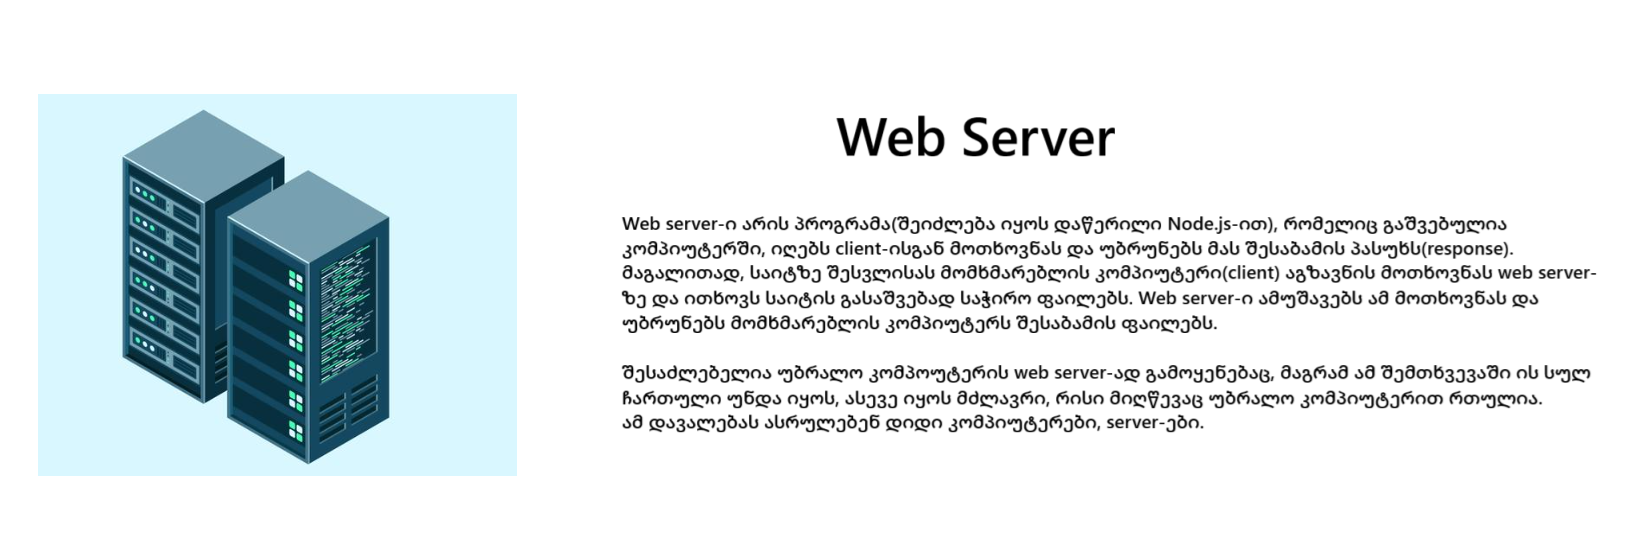 Web Server
Web server-ი არის პროგრამა(შეიძლება იყოს დაწერილი Node.js-ით), რომელიც გაშვებულია
კომპიუტერში, იღებს client-ისგან მოთხოვნას და უბრუნებს მას შესაბამის პასუხს(response).
მაგალითად, საიტზე შესვლისას მომხმარებლის კომპიუტერი(client) აგზავნის მოთხოვნას web server-
ზე და ითხოვს საიტის გასაშვებად საჭირო ფაილებს. Web server-ი ამუშავებს ამ მოთხოვნას და
უბრუნებს მომხმარებლის კომპიუტერს შესაბამის ფაილებს.
შესაძლებელია უბრალო კომპოუტერის web server-ად გამოყენებაც, მაგრამ ამ შემთხვევაში ის სულ
ჩართული უნდა იყოს, ასევე იყოს მძლავრი, რისი მიღწევაც უბრალო კომპიუტერით რთულია.
ამ დავალებას ასრულებენ დიდი კომპიუტერები, server-ები.